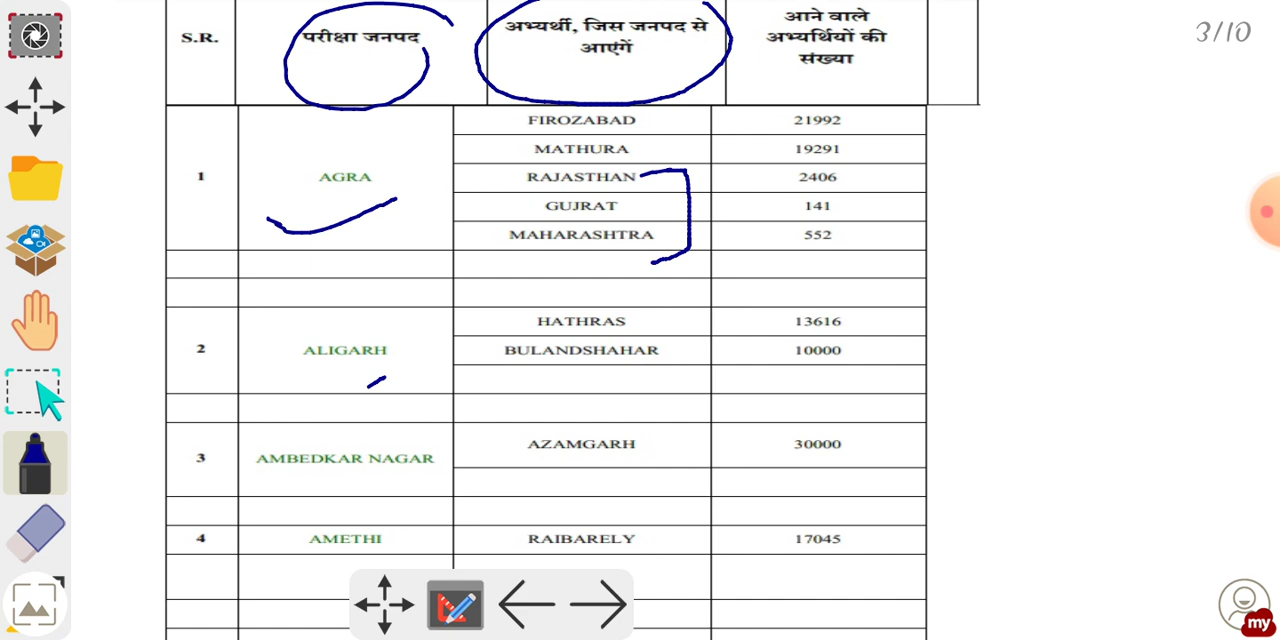 3/10
S.R. परीक्षा जनपद अभ्यर्थी, जिस जनपद से आएंगें आने वाले अभ्यर्थियों की संख्या
1 AGRA FIROZABAD 21992
MATHURA 19291
RAJASTHAN 2406
GUJRAT 141
MAHARASHTRA 552
2 ALIGARH HATHRAS 13616
BULANDSHAHAR 10000
3 AMBEDKAR NAGAR AZAMGARH 30000
4 AMETHI RAIBARELY 17045
my